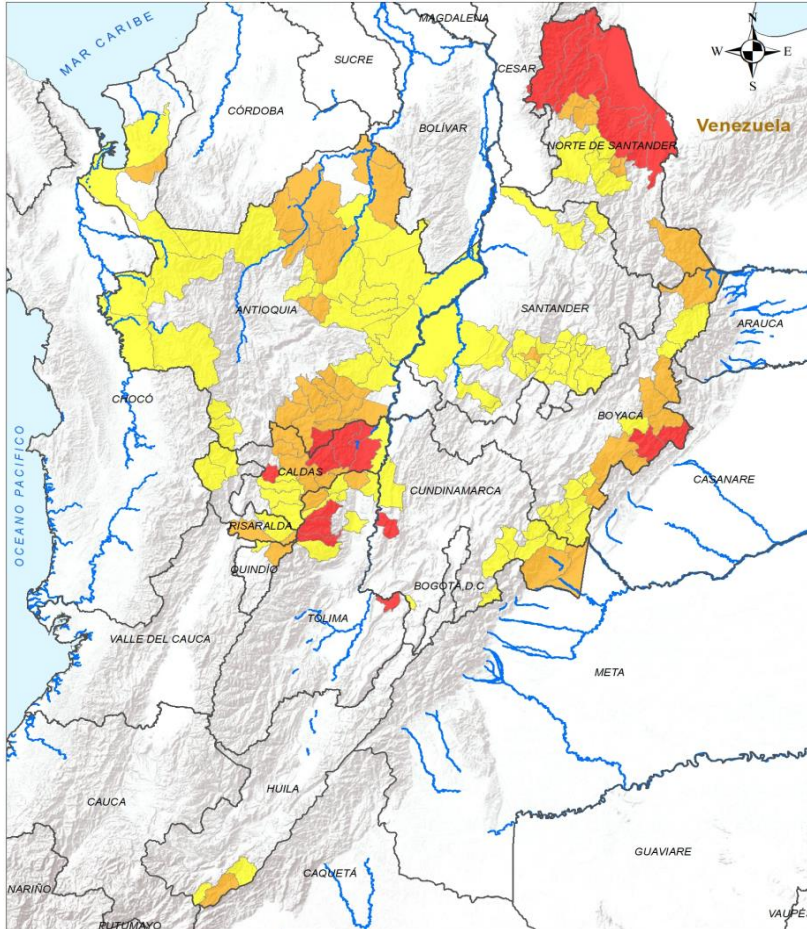 MAGDALENA
MAR CARIBE
SUCRE
CESAR
N
W
E
S
CÓRDOBA
BOLÍVAR
Venezuela
NORTE DE SANTANDER
ANTIOQUIA
SANTANDER
ARAUCA
CHOCÓ
BOYACÁ
OCEANO PACIFICO
CALDAS
CUNDINAMARCA
CASANARE
RISARALDA
QUINDÍO
BOGOTÁ,D.C
TOLIMA
VALLE DEL CAUCA
META
HUILA
CAUCA
GUAVIARE
CAQUETÁ
NARIÑO
PUTUMAYO
VAUPÉS